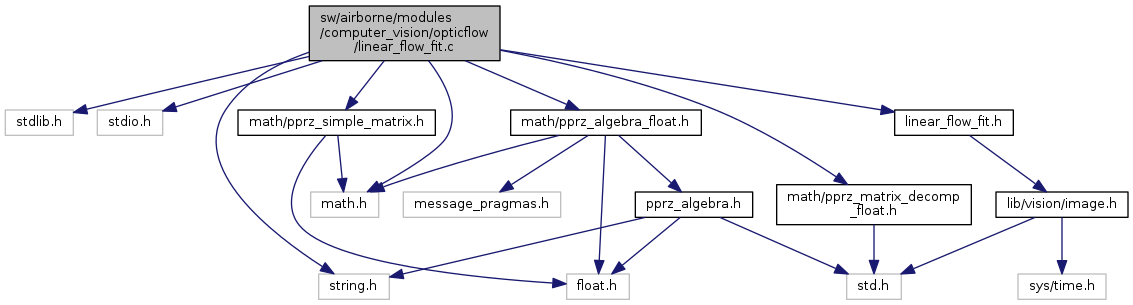 sw/airborne/modules
/computer_vision/opticflow
/linear_flow_fit.c
stdlib.h
stdio.h
math/pprz_simple_matrix.h
math/pprz_algebra_float.h
linear_flow_fit.h
math.h
message_pragmas.h
pprz_algebra.h
math/pprz_matrix_decomp
_float.h
lib/vision/image.h
string.h
float.h
std.h
sys/time.h